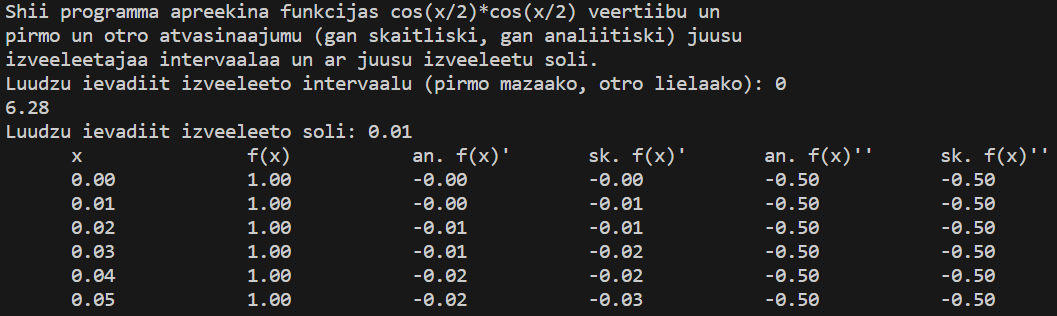 Shii programma apreekina funkcijas cos(x/2)*cos(x/2) veertiibu un
pirmo un otro atvasinaajumu (gan skaitliski, gan analiitiski) juusu
izveeleetajaa intervaalaa un ar juusu izveeleetu soli.
Luudzu ievadiit izveeleeto intervaalu (pirmo mazaako, otro lielaako): 0
6.28
Luudzu ievadiit izveeleeto soli: 0.01
x f(x) an. f(x)' sk. f(x)' an. f(x)'' sk. f(x)''
0.00 1.00 -0.00 -0.00 -0.50 -0.50
0.01 1.00 -0.00 -0.01 -0.50 -0.50
0.02 1.00 -0.01 -0.01 -0.50 -0.50
0.03 1.00 -0.01 -0.02 -0.50 -0.50
0.04 1.00 -0.02 -0.02 -0.50 -0.50
0.05 1.00 -0.02 -0.03 -0.50 -0.50